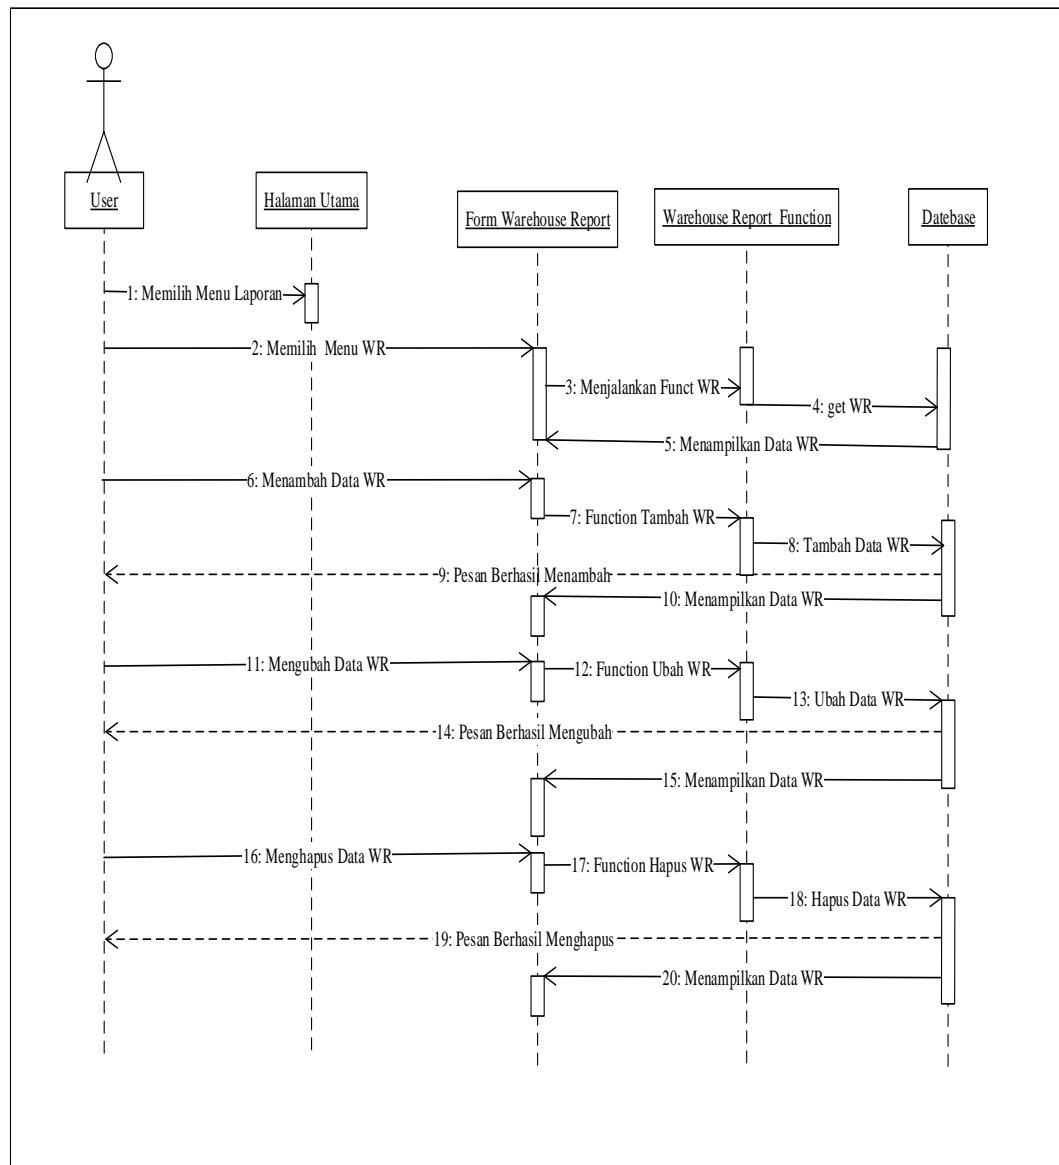 User
Halaman Utama
Form Warehouse Report
Warehouse Report Function
Datebase
1: Memilih Menu Laporan
2: Memilih Menu WR
3: Menjalankan Funct WR
4: get WR
5: Menampilkan Data WR
6: Menambah Data WR
7: Function Tambah WR
8: Tambah Data WR
9: Pesan Berhasil Menambah
10: Menampilkan Data WR
11: Mengubah Data WR
12: Function Ubah WR
13: Ubah Data WR
14: Pesan Berhasil Mengubah
15: Menampilkan Data WR
16: Menghapus Data WR
17: Function Hapus WR
18: Hapus Data WR
19: Pesan Berhasil Menghapus
20: Menampilkan Data WR